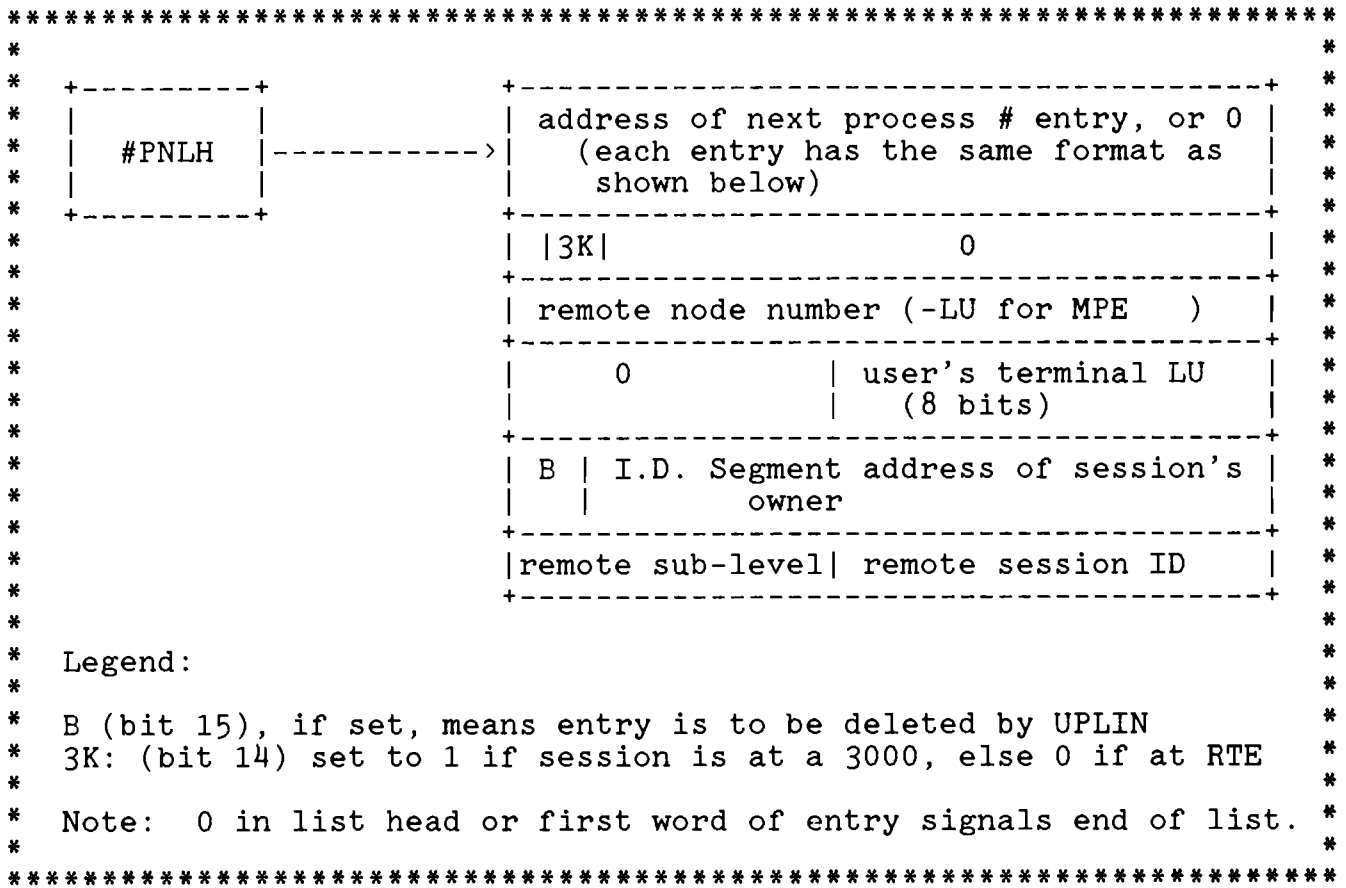 address of next process # entry, or 0
#PNLH (each entry has the same format as
shown below)
|3K| 0
remote node number (-LU for MPE )
0 | user's terminal LU
(8 bits)
B | I.D. Segment address of session's
owner
remote sub-level| remote session ID
Legend:
B (bit 15), if set, means entry is to be deleted by UPLIN
3K: (bit 14) set to 1 if session is at a 3000, else 0 if at RTE
Note: 0 in list head or first word of entry signals end of list.